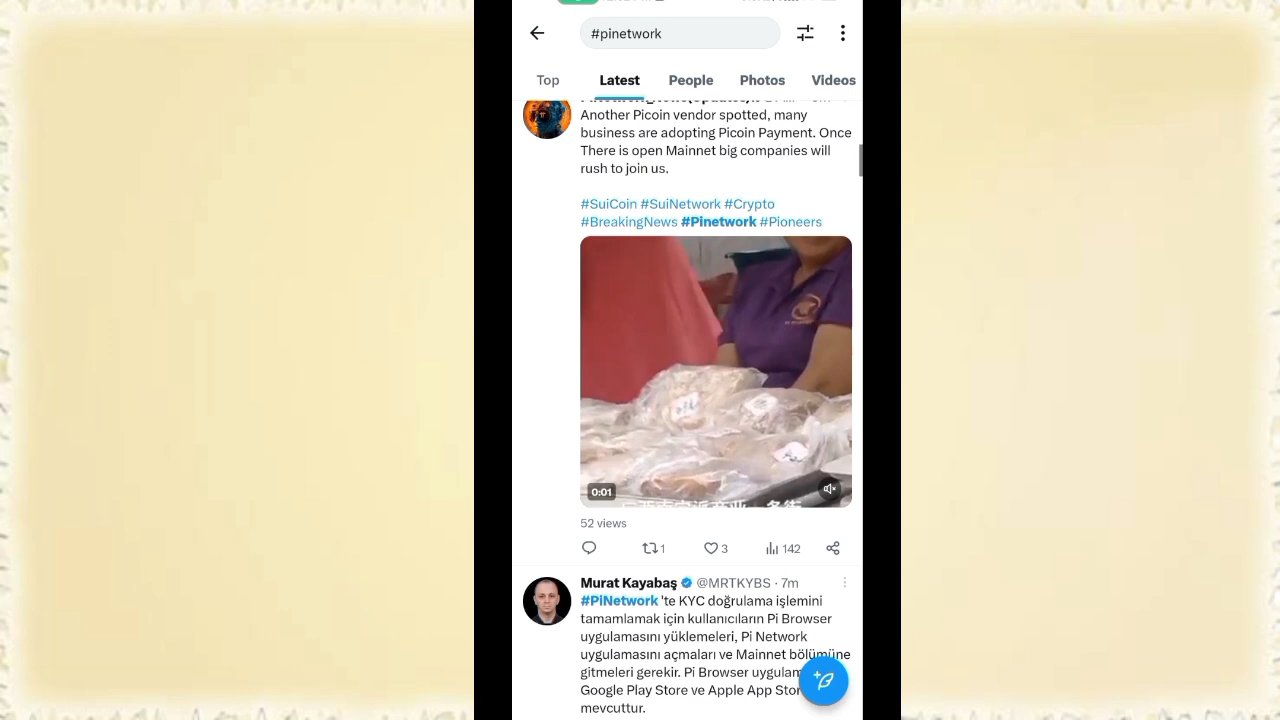 #pinetwork
Top Latest People Photos Videos
Another Picoin vendor spotted, many
business are adopting Picoin Payment. Once
There is open Mainnet big companies will
rush to join us.
#SuiCoin #SuiNetwork #Crypto
#BreakingNews #Pinetwork #Pioneers
0:01
52 views
1 3 142
Murat Kayabaş @MRTKYBS · 7m
#PiNetwork 'te KYC doğrulama işlemini
tamamlamak için kullanıcıların Pi Browser
uygulamasını yüklemeleri, Pi Network
uygulamasını açmaları ve Mainnet bölümüne
gitmeleri gerekir. Pi Browser
Google Play Store ve Apple App
mevcuttur.